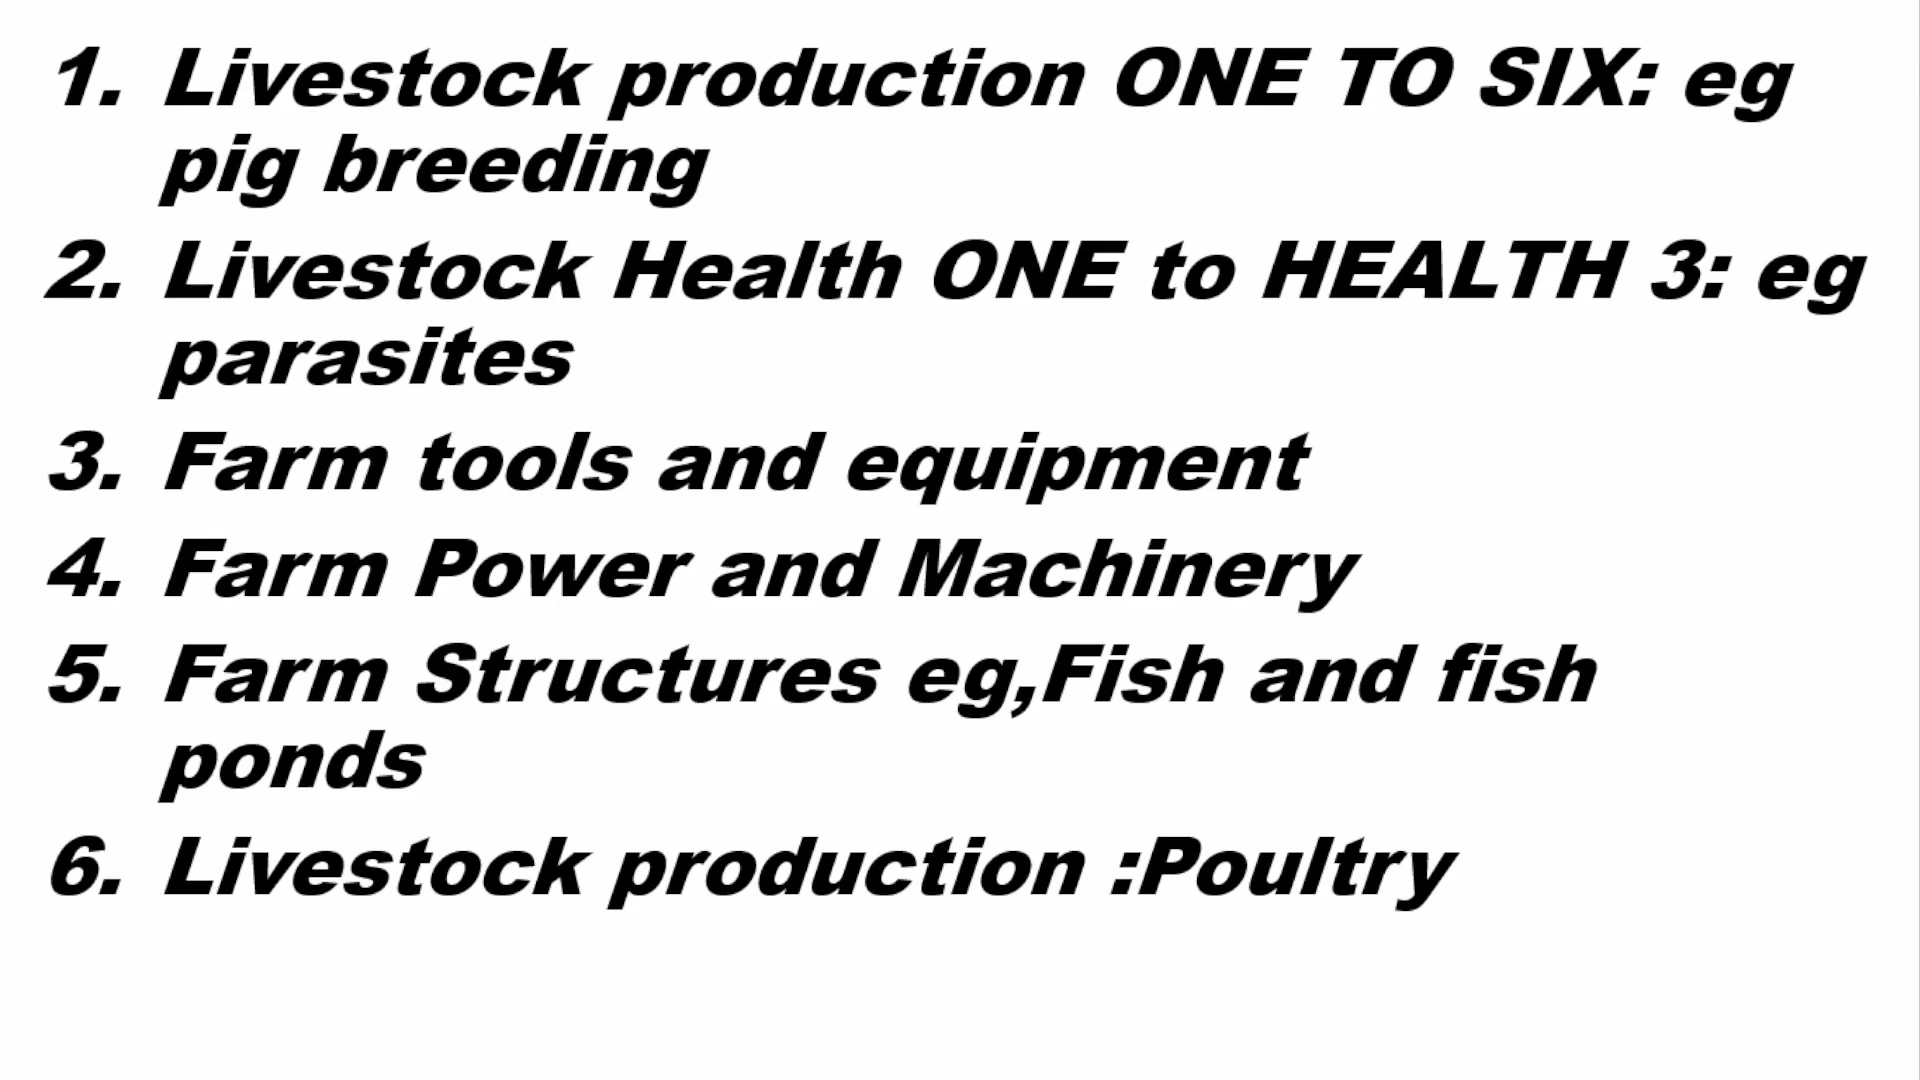 1. Livestock production ONE TO SIX: eg
pig breeding
2. Livestock Health ONE to HEALTH 3: eg
parasites
3. Farm tools and equipment
4. Farm Power and Machinery
5. Farm Structures eg,Fish and fish
ponds
6. Livestock production :Poultry